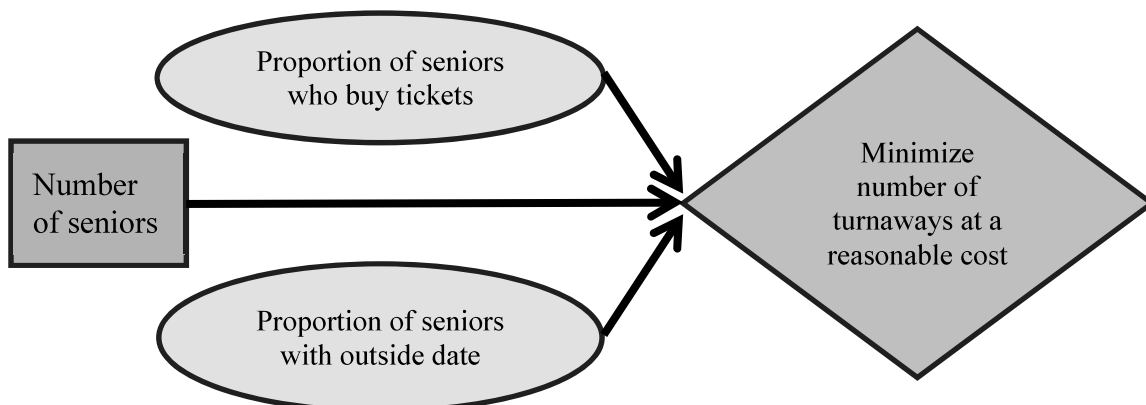 Proportion of seniors
who buy tickets
Number
of seniors
Minimize
number of
turnaways at a
reasonable cost
Proportion of seniors
with outside date